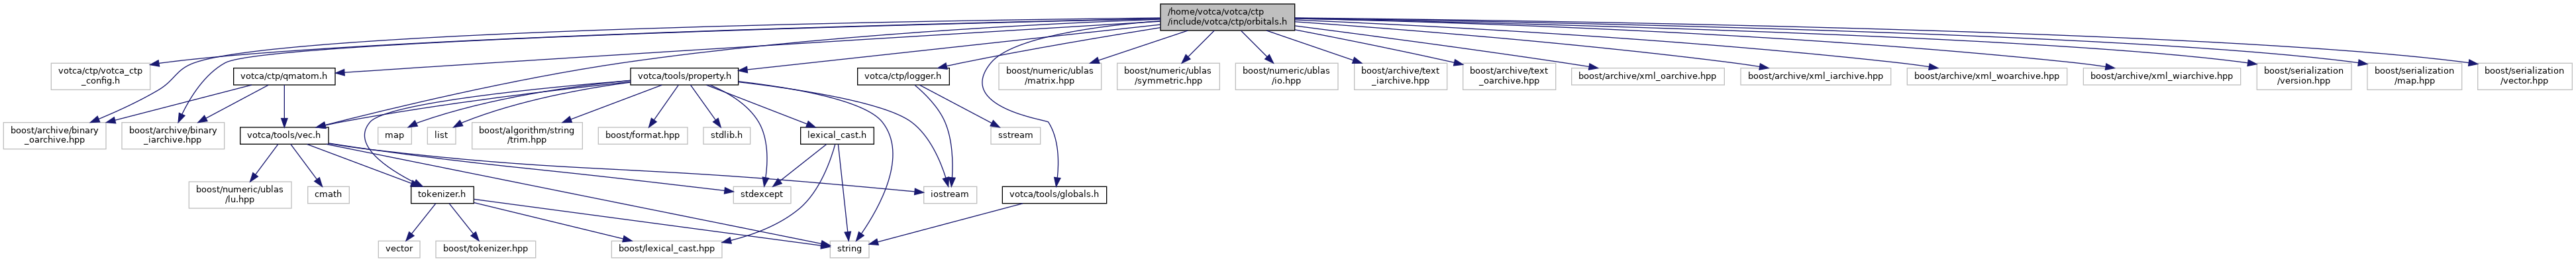 /home/votca/votca/ctp
/include/votca/ctp/orbitals.h
votca/ctp/votca_ctp
_config.h
votca/ctp/qmatom.h
votca/tools/property.h
votca/ctp/logger.h
boost/numeric/ublas
/matrix.hpp
boost/numeric/ublas
/symmetric.hpp
boost/numeric/ublas
/io.hpp
boost/archive/text
_iarchive.hpp
boost/archive/text
_oarchive.hpp
boost/archive/xml_oarchive.hpp
boost/archive/xml_iarchive.hpp
boost/archive/xml_woarchive.hpp
boost/archive/xml_wiarchive.hpp
boost/serialization
/version.hpp
boost/serialization
/map.hpp
boost/serialization
/vector.hpp
boost/archive/binary
_oarchive.hpp
boost/archive/binary
_iarchive.hpp
votca/tools/vec.h
map
list
boost/algorithm/string
/trim.hpp
boost/format.hpp
stdlib.h
lexical_cast.h
sstream
boost/numeric/ublas
/lu.hpp
cmath
tokenizer.h
stdexcept
iostream
votca/tools/globals.h
vector
boost/tokenizer.hpp
boost/lexical_cast.hpp
string